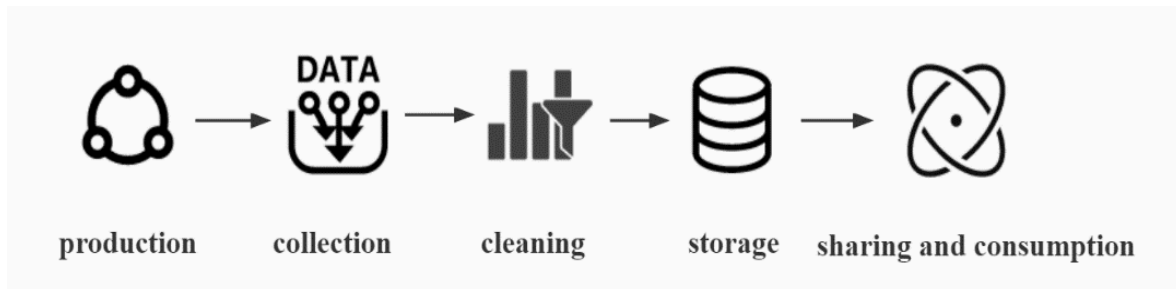 DATA
production
collection
cleaning
storage
sharing and consumption